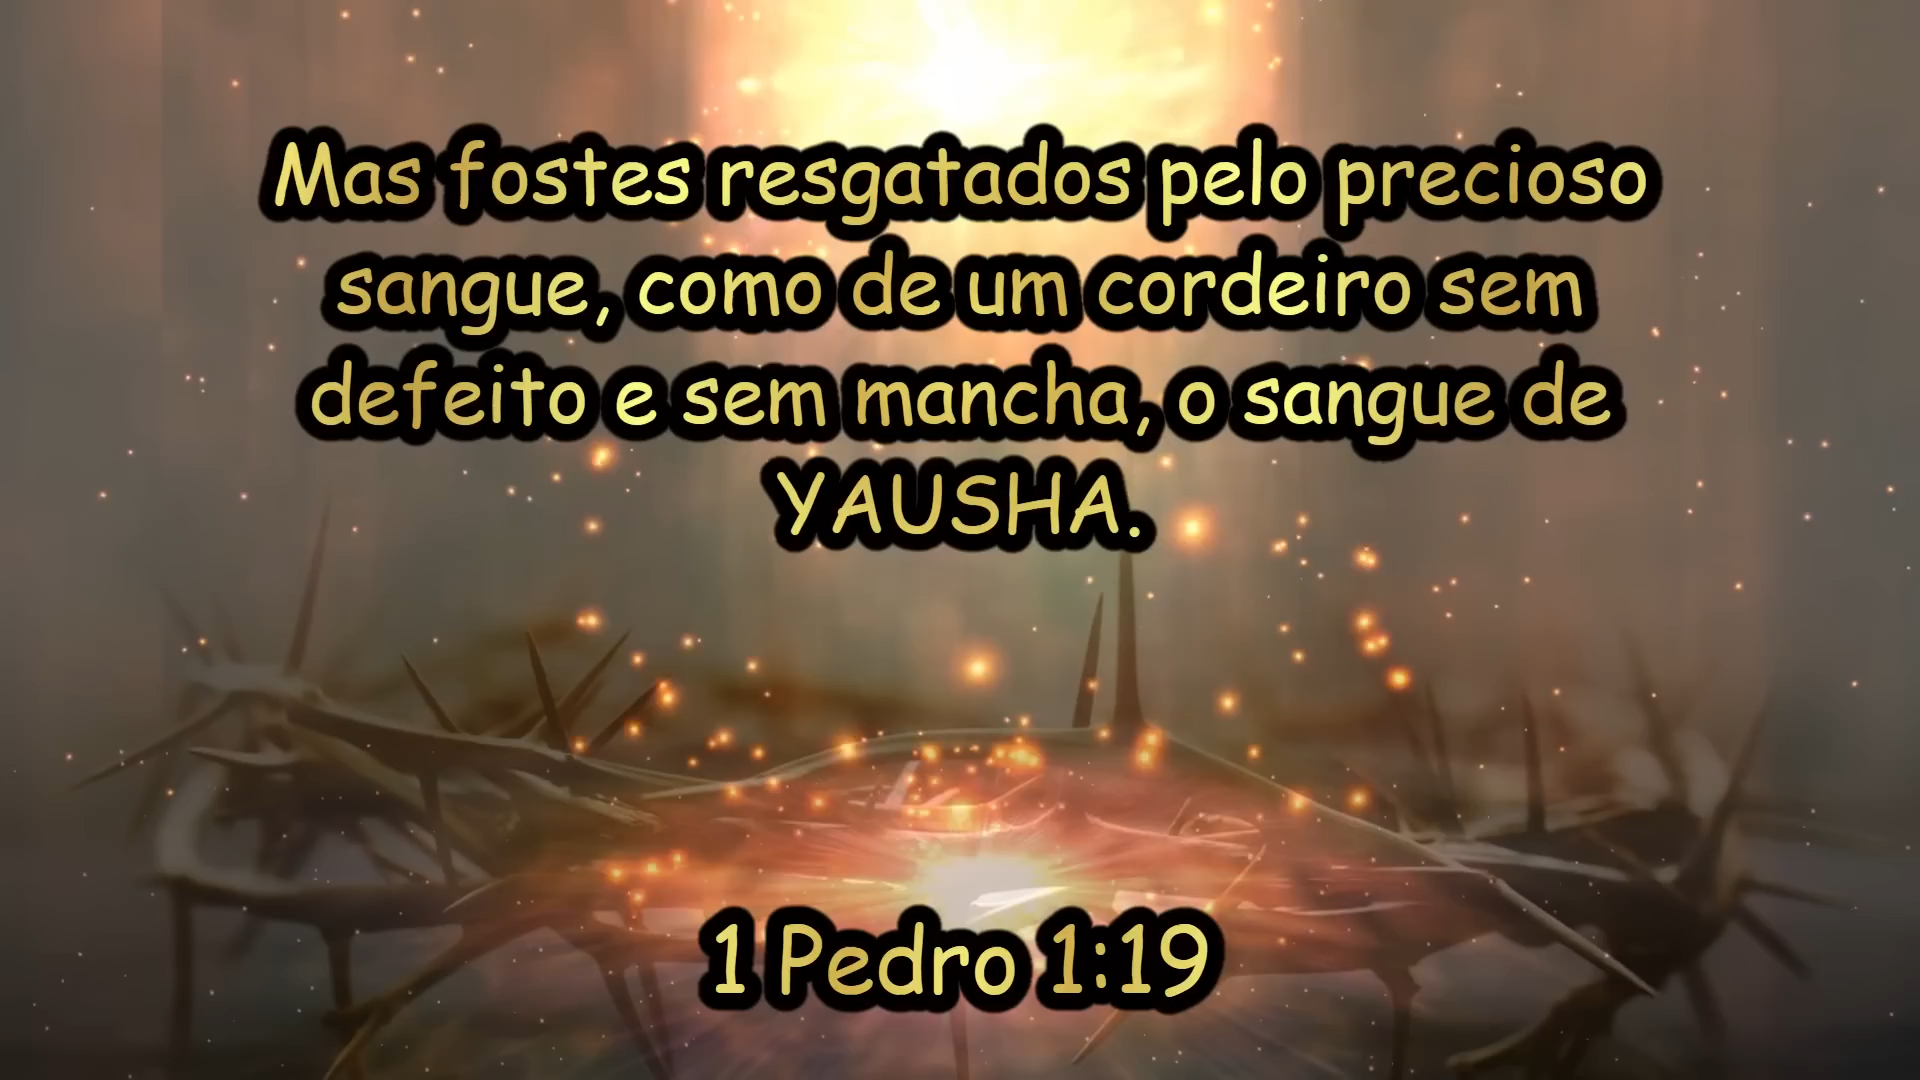 Mas fostes resgatados pelo precioso
sangue, como de um cordeiro sem
defeito e sem mancha, o sangue de
YAUSHA.
1 Pedro 1:19